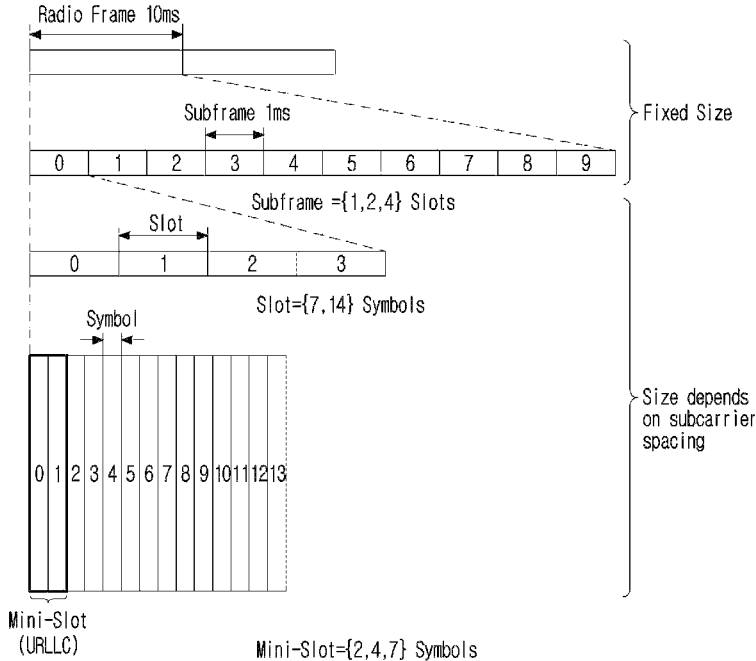 Radio Frame 10ms
Fixed Size
Subframe 1ms
0 1 2 3 4 5 6 7 8 9
Subframe ={1,2,4} Slots
Slot
0 1 2 3
Slot={7,14} Symbols
Symbol
Size depends
on subcarrier
spacing
0 1 2 3 4 5 6 7 8 9 10 11 12 13
Mini-Slot
(URLLC)
Mini-Slot={2,4,7} Symbols